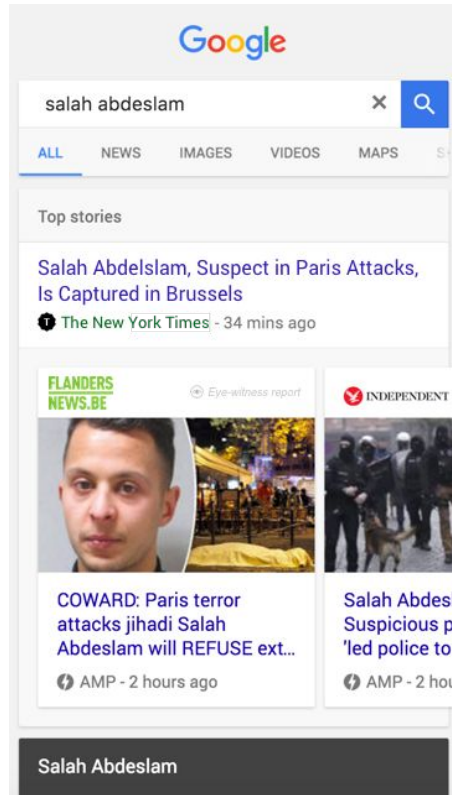 Google
salah abdeslam
ALL NEWS IMAGES VIDEOS MAPS
Top stories
Salah Abdelslam, Suspect in Paris Attacks,
Is Captured in Brussels
The New York Times - 34 mins ago
FLANDERS
NEWS.BE
Eye-witness report
INDEPENDENT
COWARD: Paris terror
attacks jihadi Salah
Abdeslam will REFUSE ext...
AMP - 2 hours ago
Salah Abdes
Suspicious p
'led police to
AMP - 2 hou
Salah Abdeslam